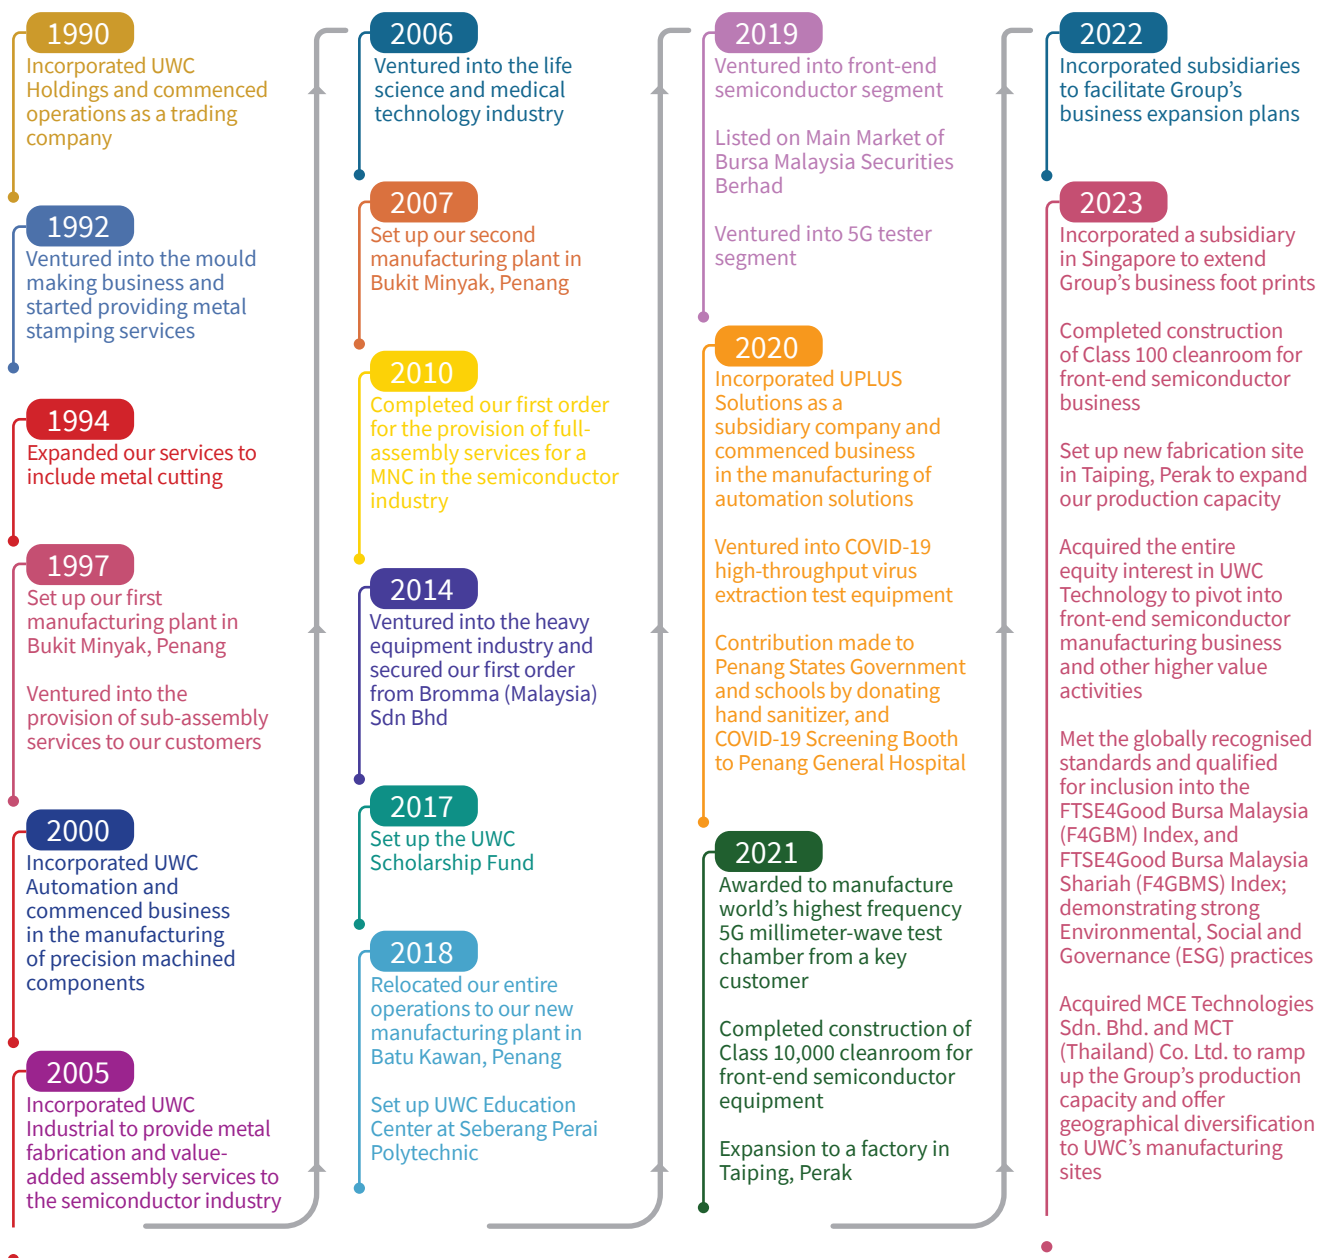 1990
Incorporated UWC
Holdings and commenced
operations as a trading
company
1992
Ventured into the mould
making business and
started providing metal
stamping services
1994
Expanded our services to
include metal cutting
1997
Set up our first
manufacturing plant in
Bukit Minyak, Penang
Ventured into the
provision of sub-assembly
services to our customers
2000
Incorporated UWC
Automation and
commenced business
in the manufacturing
of precision machined
components
2005
Incorporated UWC
Industrial to provide metal
fabrication and value-
added assembly services to
the semiconductor industry
2006
Ventured into the life
science and medical
technology industry
2007
Set up our second
manufacturing plant in
Bukit Minyak, Penang
2010
Completed our first order
for the provision of full-
assembly services for a
MNC in the semiconductor
industry
2014
Ventured into the heavy
equipment industry and
secured our first order
from Bromma (Malaysia)
Sdn Bhd
2017
Set up the UWC
Scholarship Fund
2018
Relocated our entire
operations to our new
manufacturing plant in
Batu Kawan, Penang
Set up UWC Education
Center at Seberang Perai
Polytechnic
2019
Ventured into front-end
semiconductor segment
Listed on Main Market of
Bursa Malaysia Securities
Berhad
Ventured into 5G tester
segment
2020
Incorporated UPLUS
Solutions as a
subsidiary company and
commenced business
in the manufacturing of
automation solutions
Ventured into COVID-19
high-throughput virus
extraction test equipment
Contribution made to
Penang States Government
and schools by donating
hand sanitizer, and
COVID-19 Screening Booth
to Penang General Hospital
2021
Awarded to manufacture
world's highest frequency
5G millimeter-wave test
chamber from a key
customer
Completed construction of
Class 10,000 cleanroom for
front-end semiconductor
equipment
Expansion to a factory in
Taiping, Perak
2022
Incorporated subsidiaries
to facilitate Group's
business expansion plans
2023
Incorporated a subsidiary
in Singapore to extend
Group's business foot prints
Completed construction
of Class 100 cleanroom for
front-end semiconductor
business
Set up new fabrication site
in Taiping, Perak to expand
our production capacity
Acquired the entire
equity interest in UWC
Technology to pivot into
front-end semiconductor
manufacturing business
and other higher value
activities
Met the globally recognised
standards and qualified
for inclusion into the
FTSE4Good Bursa Malaysia
(F4GBM) Index, and
FTSE4Good Bursa Malaysia
Shariah (F4GBMS) Index;
demonstrating strong
Environmental, Social and
Governance (ESG) practices
Acquired MCE Technologies
Sdn. Bhd. and MCT
(Thailand) Co. Ltd. to ramp
up the Group's production
capacity and offer
geographical diversification
to UWC's manufacturing
sites